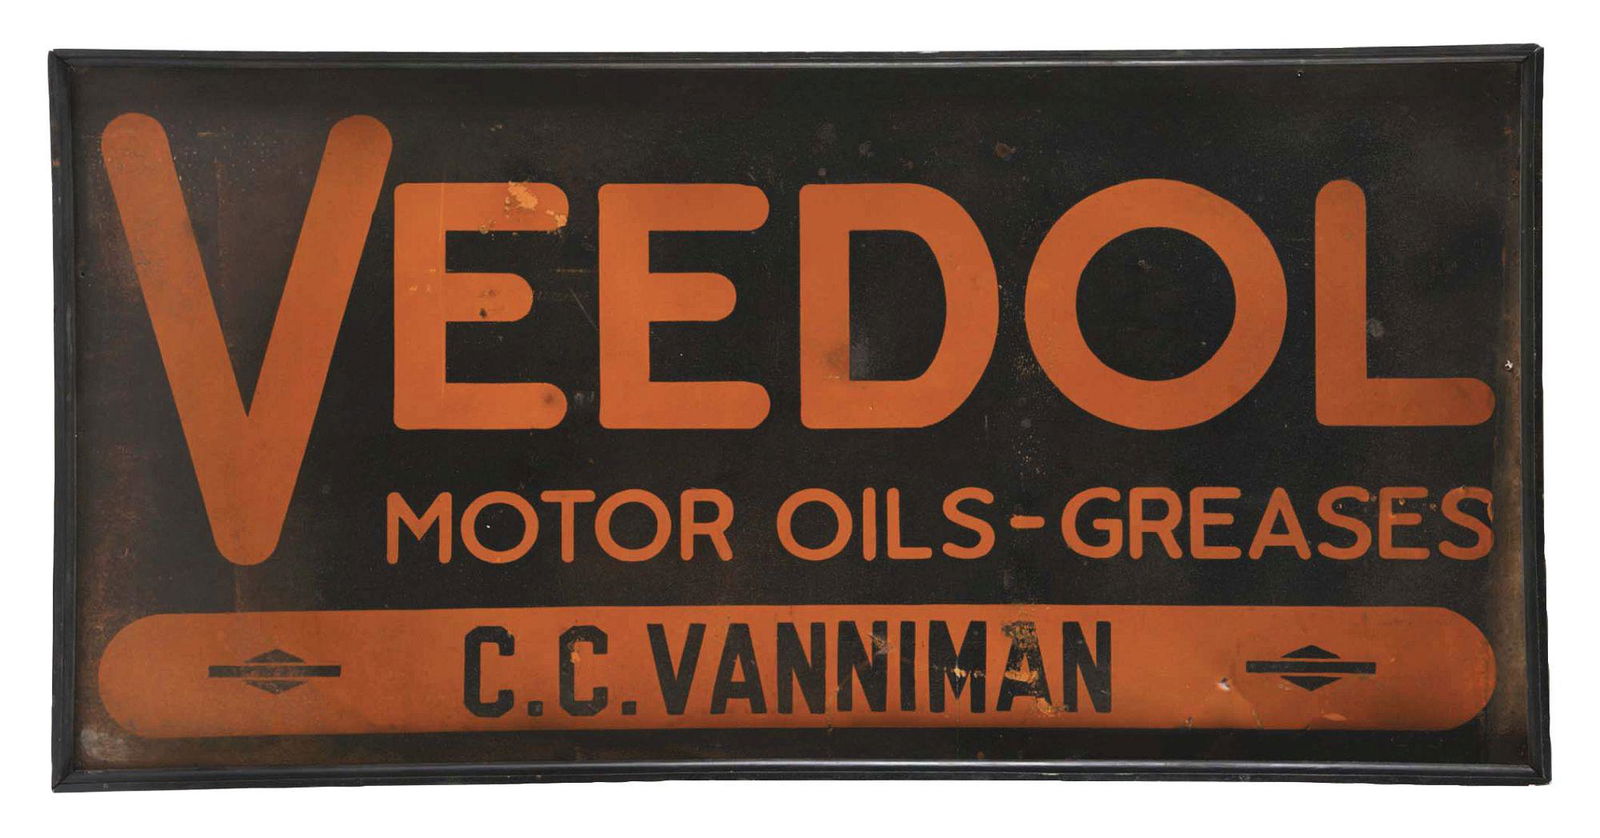 VEEDOL
MOTOR OILS-GREASES
C.C.VANNIMAN